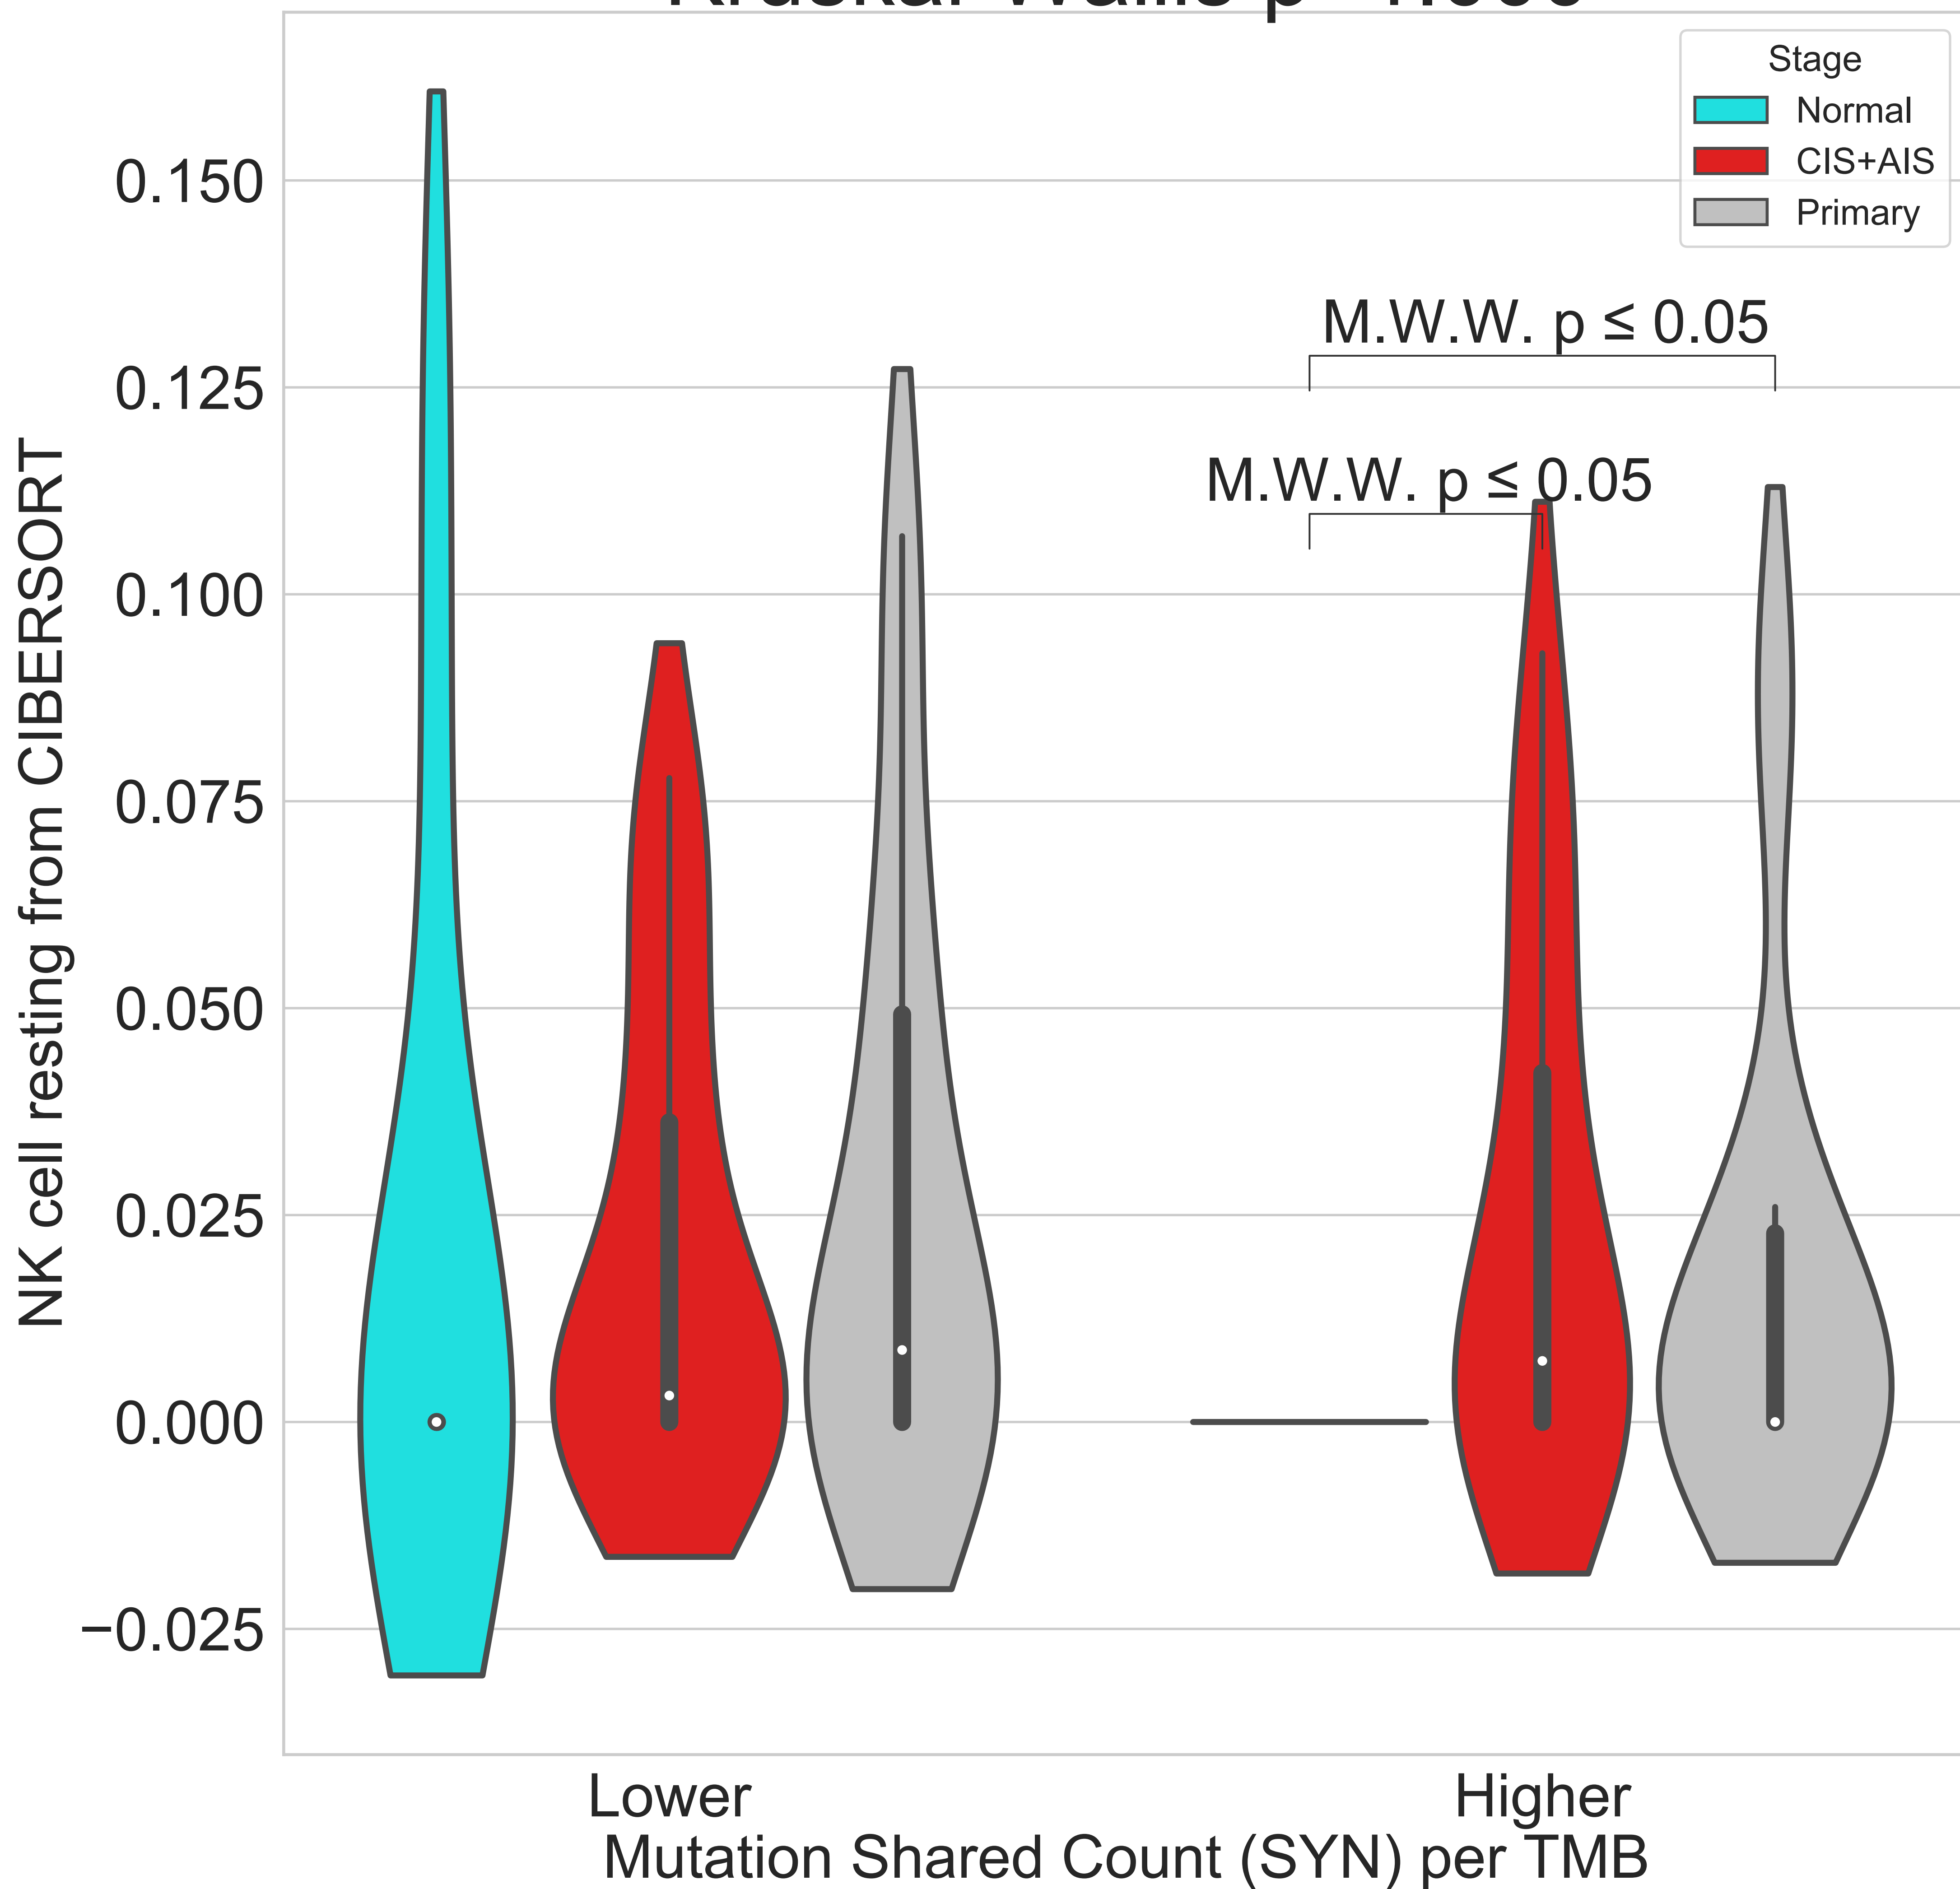 Stage
Normal
CIS+AIS
Primary
M.W.W. p ≤ 0.05
M.W.W. p ≤ 0.05
0.150
0.125
0.100
0.075
0.050
0.025
0.000
−0.025
NK cell resting from CIBERSORT
Lower
Higher
Mutation Shared Count (SYN) per TMB